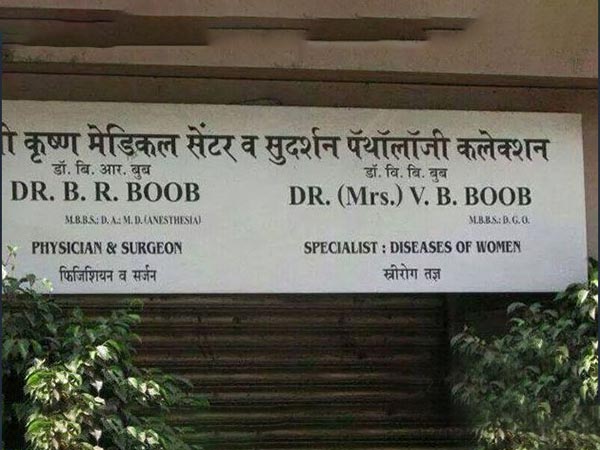 कृष्ण मेडिकल सेंटर व सुदर्शन पॅथॉलॉजी कलेक्शन
डॉ. बि. आर. बुब
DR. B. R. BOOB
M.B.B.S.; D. A.; M. D. (ANESTHESIA)
PHYSICIAN & SURGEON
फिजिशियन व सर्जन
डॉ. वि. बि. बुब
DR. (Mrs.) V. B. BOOB
M.B.B.S.; D. G. O.
SPECIALIST : DISEASES OF WOMEN
स्त्रीरोग तज्ञ